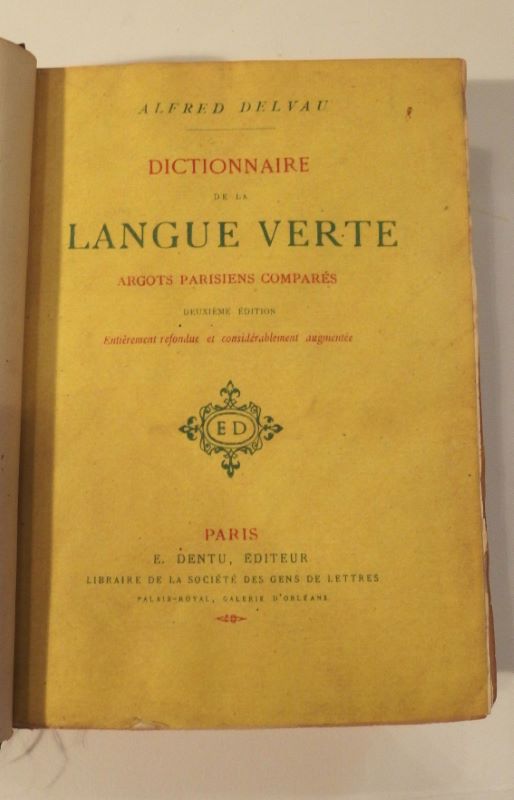 ALFRED DELVAU
DICTIONNAIRE
DE LA
LANGUE VERTE
ARGOTS PARISIENS COMPARÉS
DEUXIÈME ÉDITION
Entièrement refondue et considérablement augmentée
ED
PARIS
E. DENTU, ÉDITEUR
LIBRAIRE DE LA SOCIÉTÉ DES GENS DE LETTRES
PALAIS-ROYAL, GALERIE D'ORLÉANS